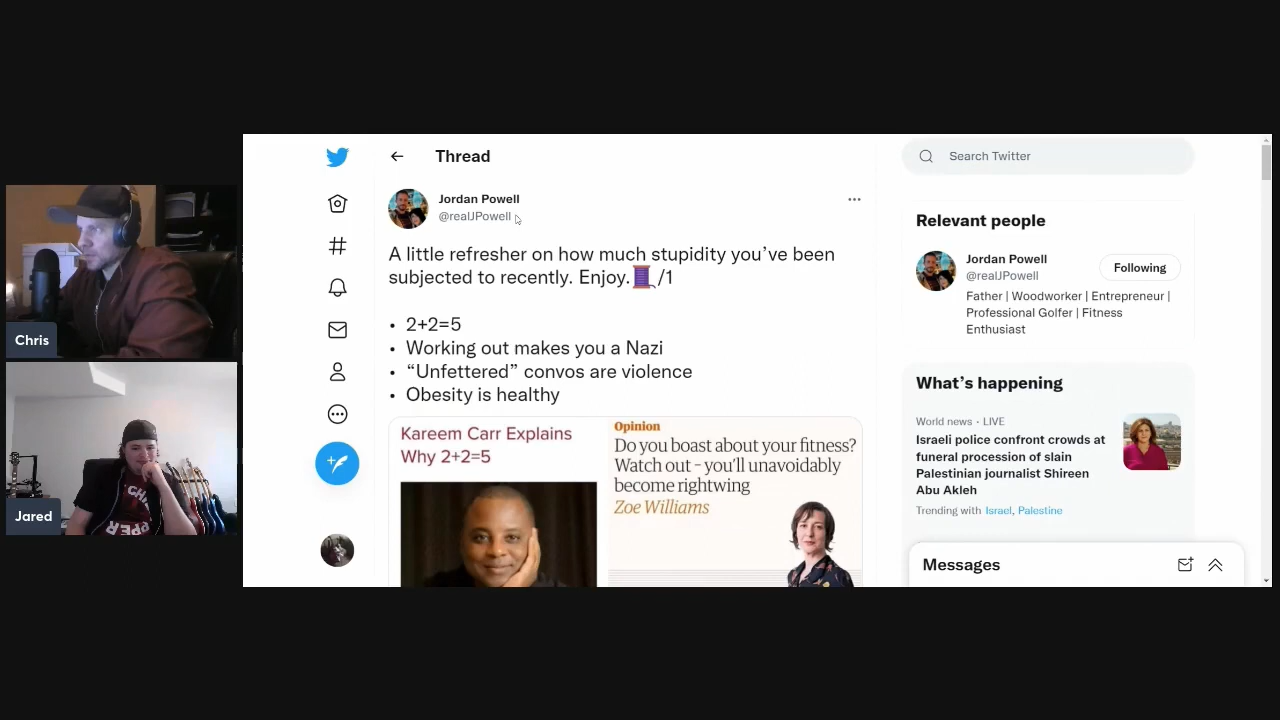 Chris
Jared
Thread
Jordan Powell
@realJPowell
A little refresher on how much stupidity you’ve been
subjected to recently. Enjoy.🧵/1
• 2+2=5
• Working out makes you a Nazi
• “Unfettered” convos are violence
• Obesity is healthy
Kareem Carr Explains
Why 2+2=5
Opinion
Do you boast about your fitness?
Watch out - you’ll unavoidably
become rightwing
Zoe Williams
Search Twitter
Relevant people
Jordan Powell
@realJPowell
Following
Father | Woodworker | Entrepreneur |
Professional Golfer | Fitness
Enthusiast
What’s happening
World news · LIVE
Israeli police confront crowds at
funeral procession of slain
Palestinian journalist Shireen
Abu Akleh
Trending with Israel, Palestine
Messages